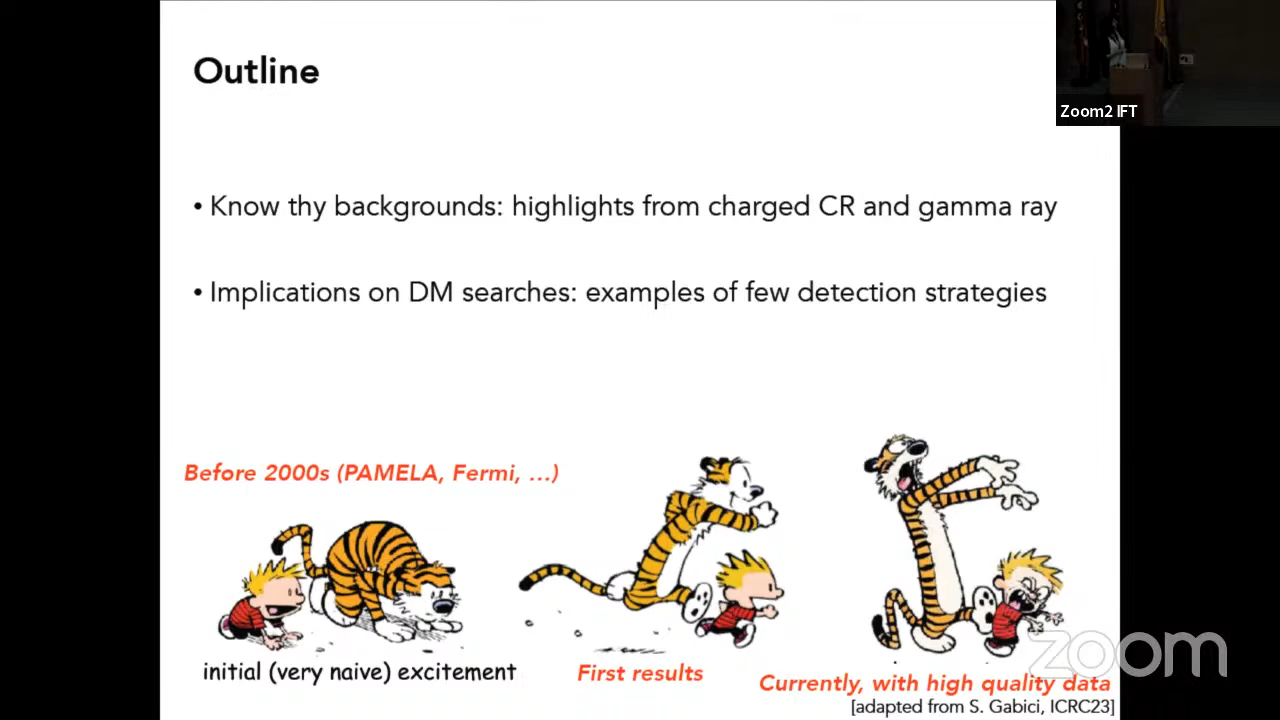 Outline
Zoom2 IFT
• Know thy backgrounds: highlights from charged CR and gamma ray
• Implications on DM searches: examples of few detection strategies
Before 2000s (PAMELA, Fermi, ...)
initial (very naive) excitement
First results
Currently, with high quality data
[adapted from S. Gabici, ICRC23]
zoom